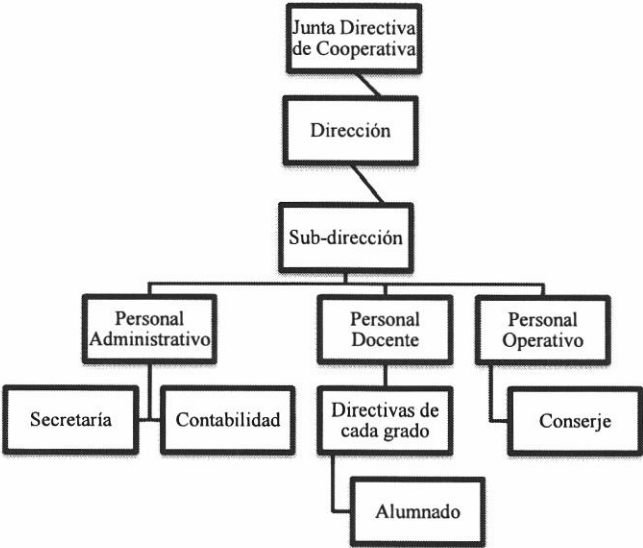 Junta Directiva
de Cooperativa
Dirección
Sub-dirección
Personal
Administrativo
Personal
Docente
Personal
Operativo
Secretaría
Contabilidad
Directivas de
cada grado
Conserje
Alumnado